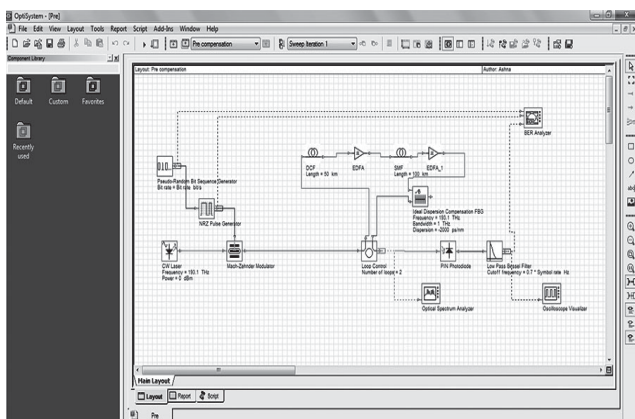 OptiSystem - [Pre]
File Edit View Layout Tools Report Script Add-Ins Window Help
Pre compensation
Sweep Iteration 1
Component Library
Default
Custom
Favorites
Recently used
Layout: Pre compensation
Author: Ashna
BER Analyzer
DCF
Length = 50 km
EDFA
SMF
Length = 100 km
EDFA_1
Pseudo-Random Bit Sequence Generator
Bit rate = Bit rate bit/s
NRZ Pulse Generator
Ideal Dispersion Compensation FBG
Frequency = 193.1 THz
Bandwidth = 1 THz
Dispersion = -2000 ps/nm
CW Laser
Frequency = 193.1 THz
Power = 0 dBm
Mach-Zehnder Modulator
Loop Control
Number of loops = 2
PIN Photodiode
Low Pass Bessel Filter
Cutoff frequency = 0.7 * Symbol rate Hz
Optical Spectrum Analyzer
Oscilloscope Visualizer
Main Layout
Layout
Report
Script
Pre